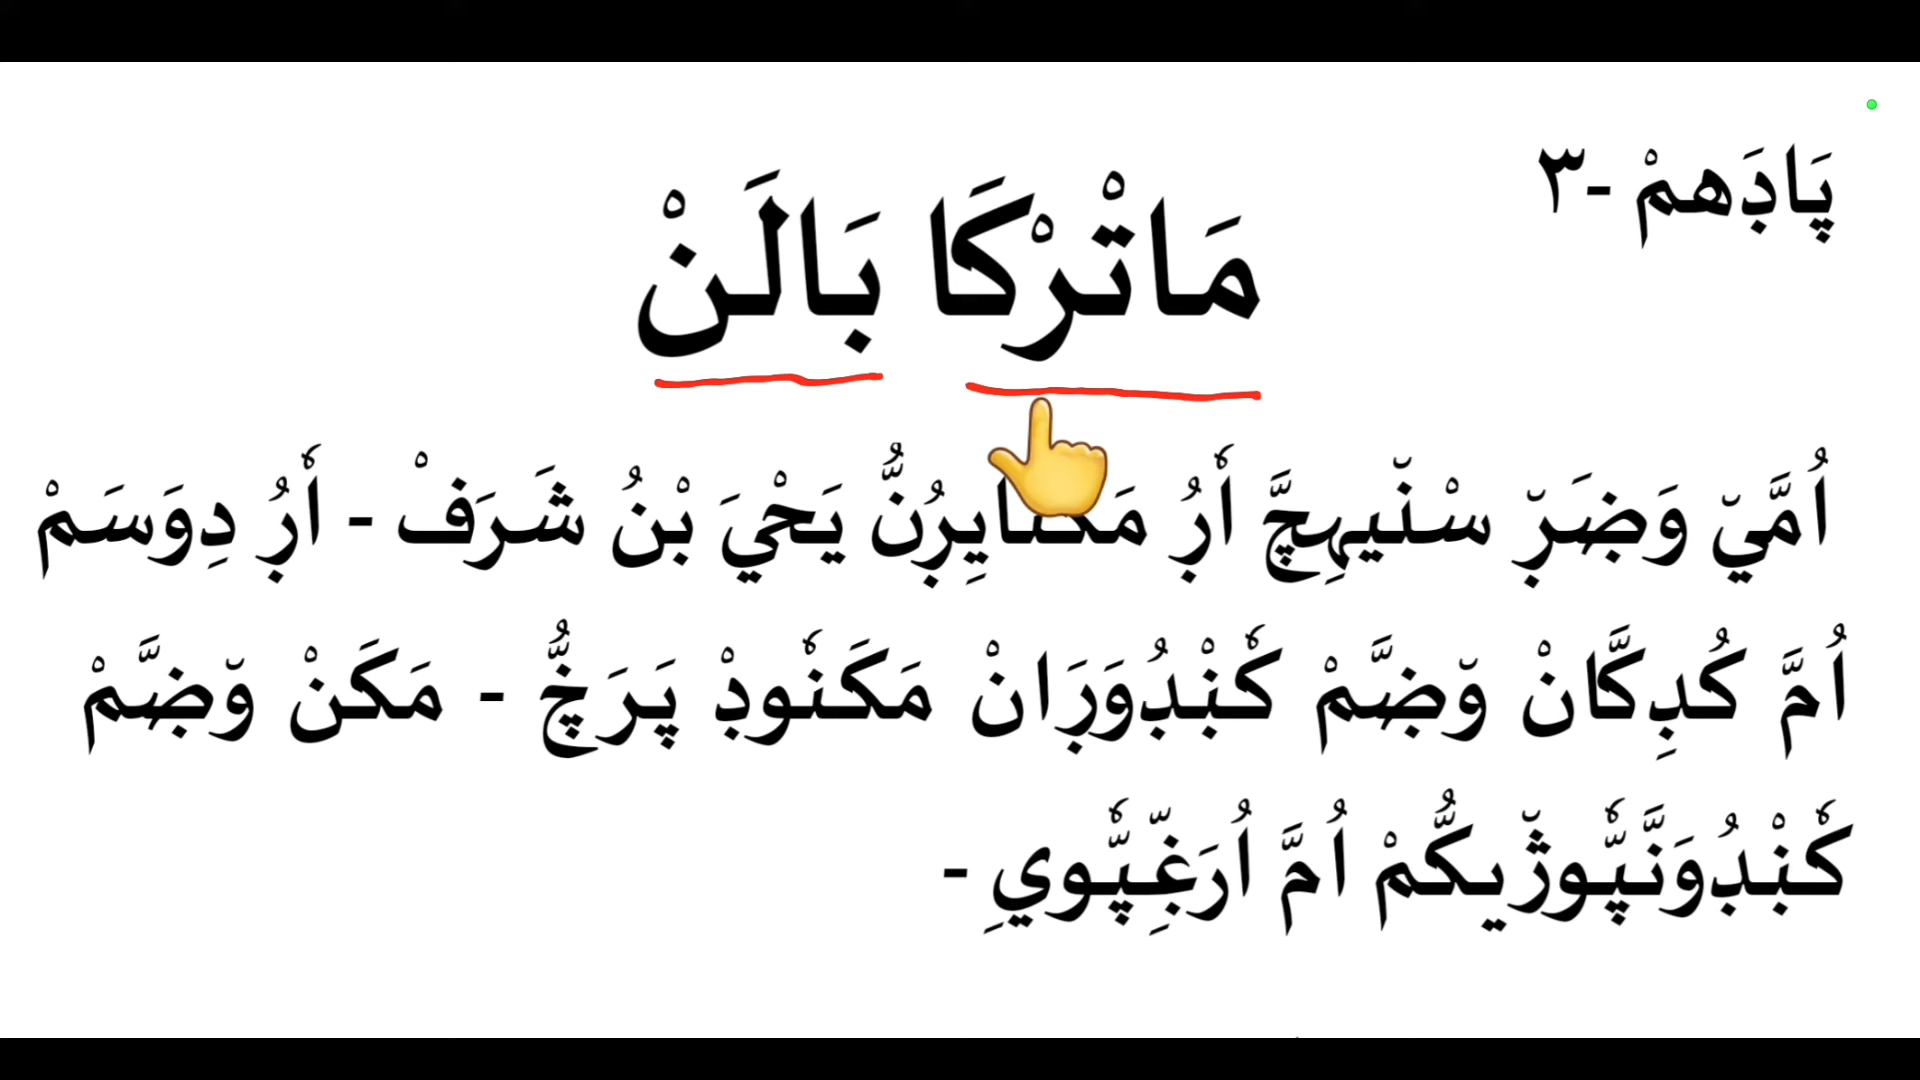 پَادَ۬هم۟ -٣
مَات۟ر۟كَا بَالَن۟
اُمَّيٓ وَۻَرٓ س۟نٓيهِچَّ أٗرُ مَكَنَايِرُنُّ يَح۟يَ ب۟نُ شَرَف۟ - أٗرُ دِوَسَم۟
اُمَّ كُدِكَّان۟ وٓۻَّم۟ كٗن۟دُ۬وَرَان۟ مَكَنٗود۟ پَرَڿُّ - مَكَن۟ وٓۻَّم۟
كٗن۟دُ۬وَنَّپّٗوژٓيكُّم۟ اُمَّ اُرَغِّپّٗويِ -